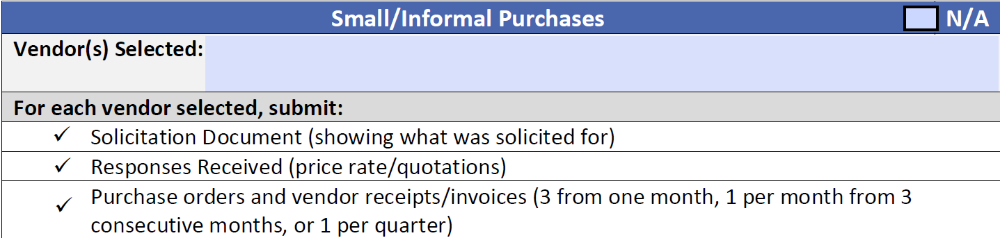 Small/Informal Purchases N/A
Vendor(s) Selected:
For each vendor selected, submit:
✓ Solicitation Document (showing what was solicited for)
✓ Responses Received (price rate/quotations)
✓ Purchase orders and vendor receipts/invoices (3 from one month, 1 per month from 3
consecutive months, or 1 per quarter)